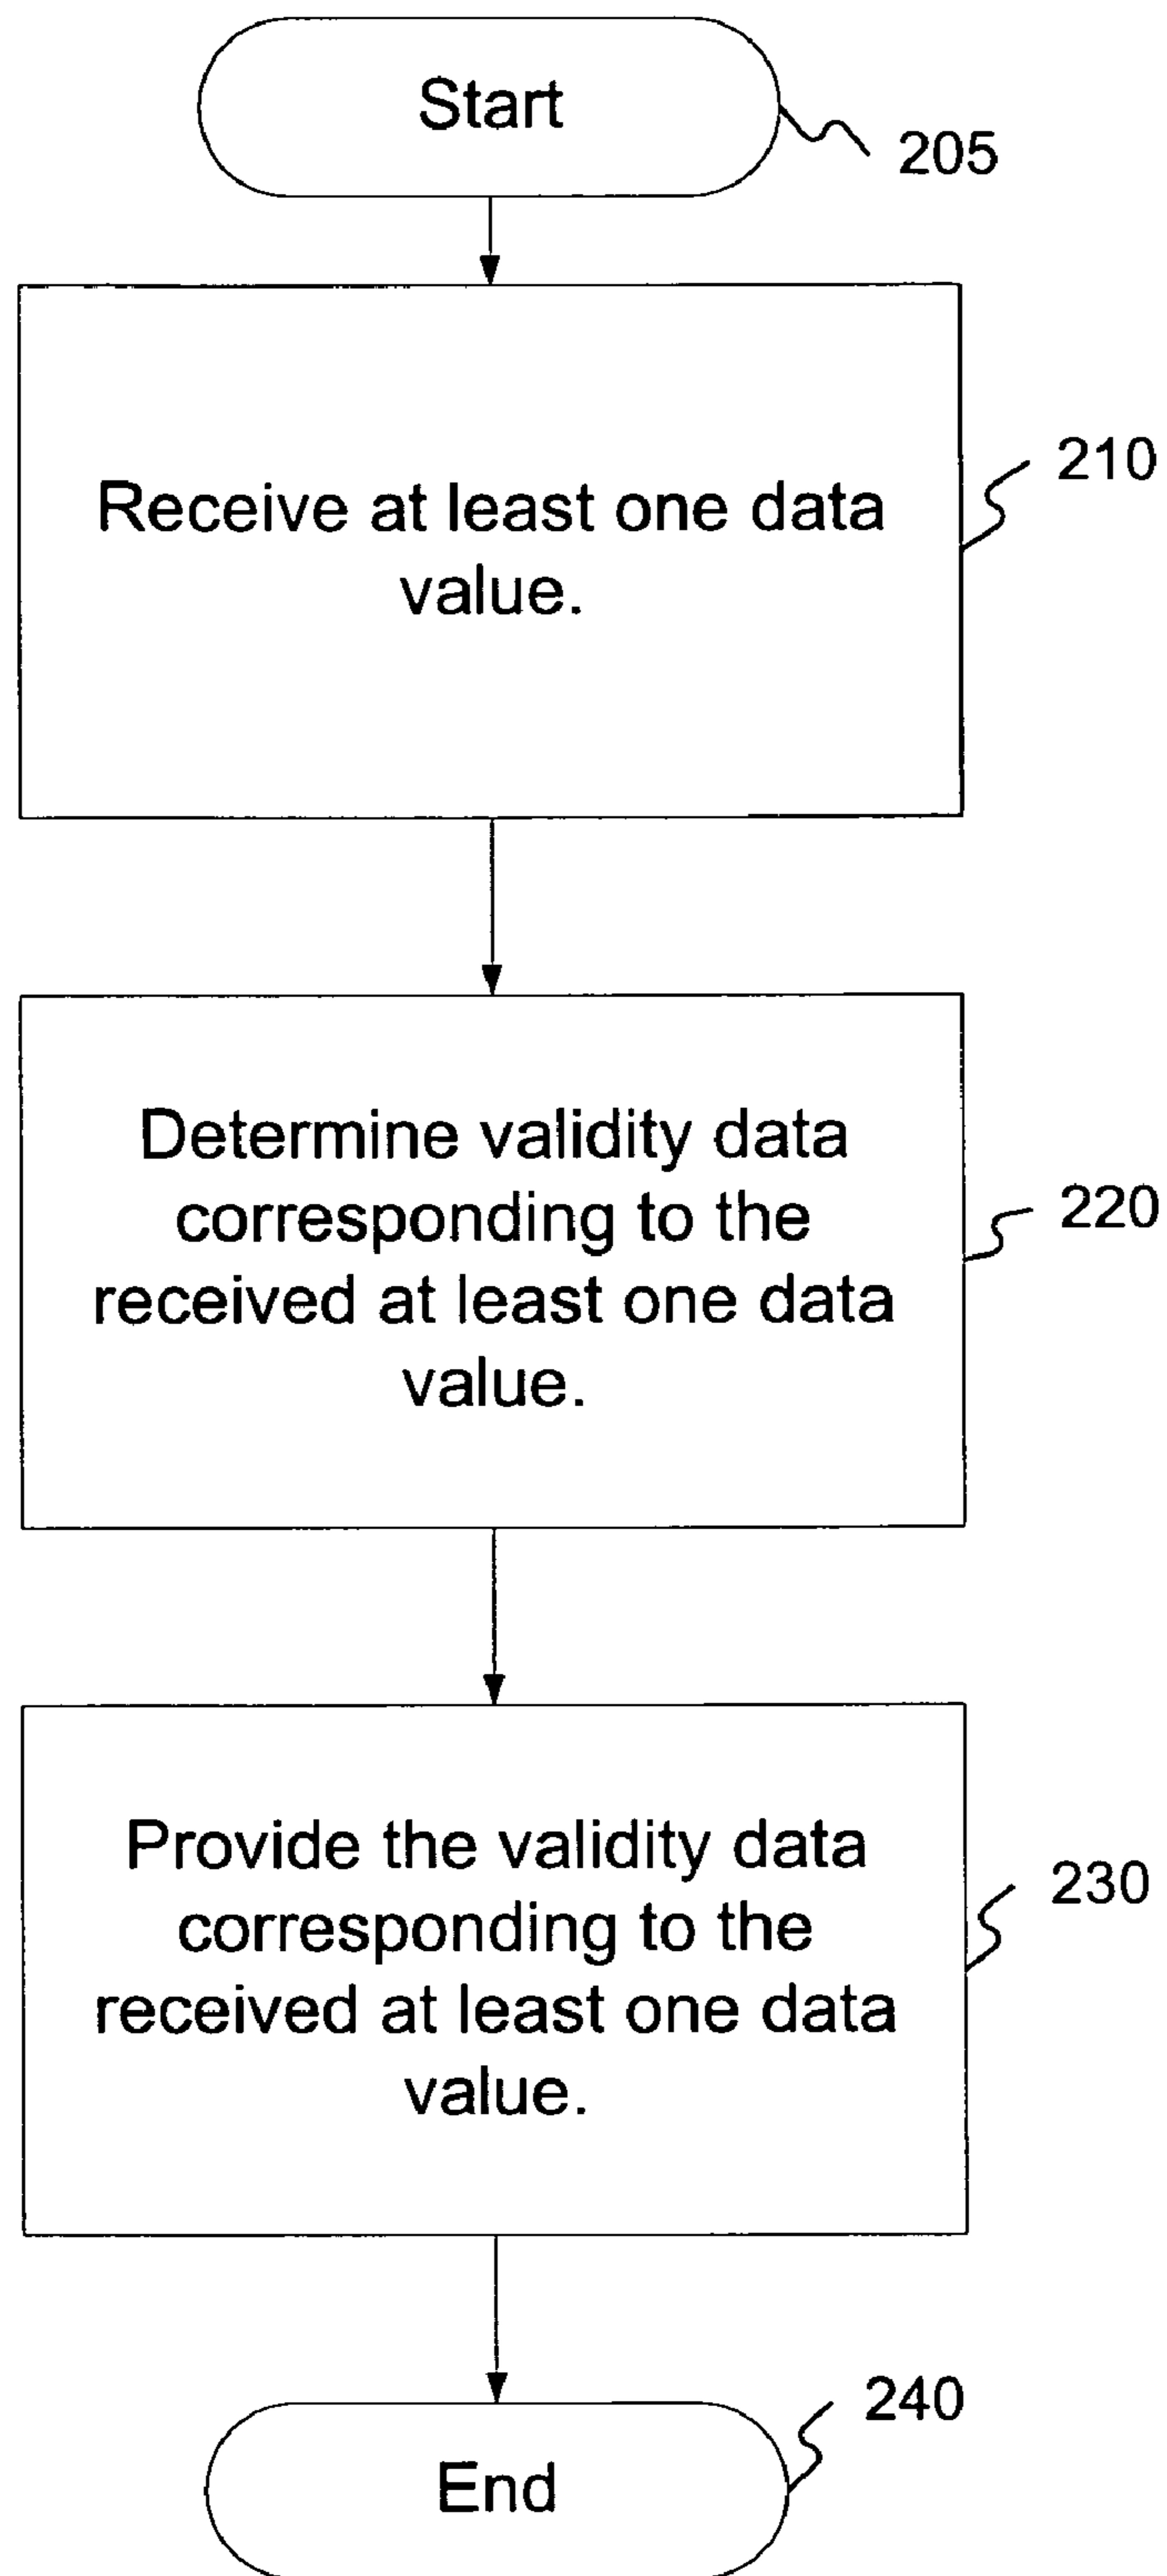 Start
205
Receive at least one data
value.
210
Determine validity data
corresponding to the
received at least one data
value.
220
Provide the validity data
corresponding to the
received at least one data
value.
230
End
240